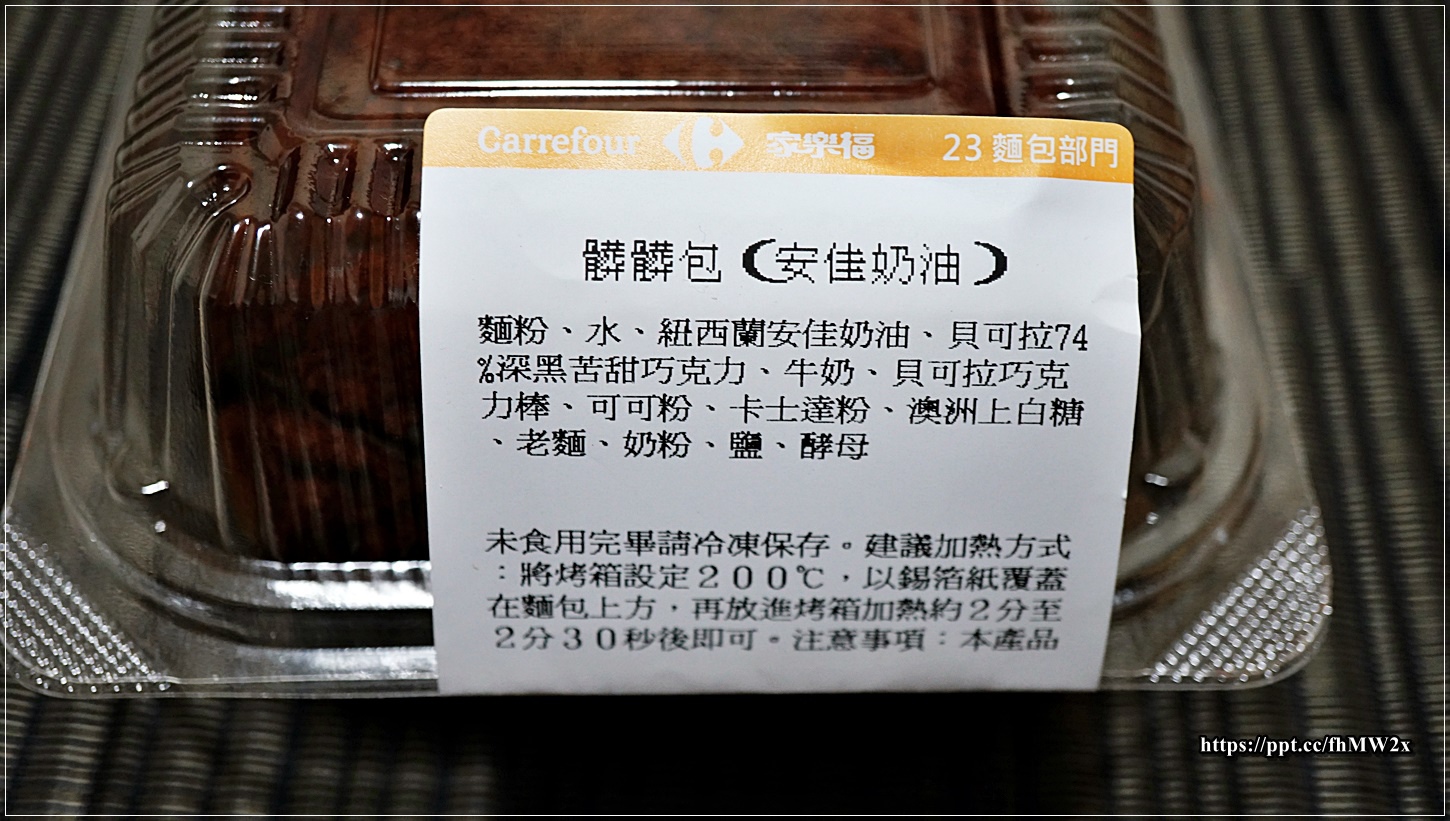 Carrefour 家樂福 23 麵包部門
髒髒包（安佳奶油）
麵粉、水、紐西蘭安佳奶油、貝可拉74
%深黑苦甜巧克力、牛奶、貝可拉巧克
力棒、可可粉、卡士達粉、澳洲上白糖
、老麵、奶粉、鹽、酵母
未食用完畢請冷凍保存。建議加熱方式
：將烤箱設定２００℃，以錫箔紙覆蓋
在麵包上方，再放進烤箱加熱約２分至
２分３０秒後即可。注意事項：本產品
https://ppt.cc/fhMW2x